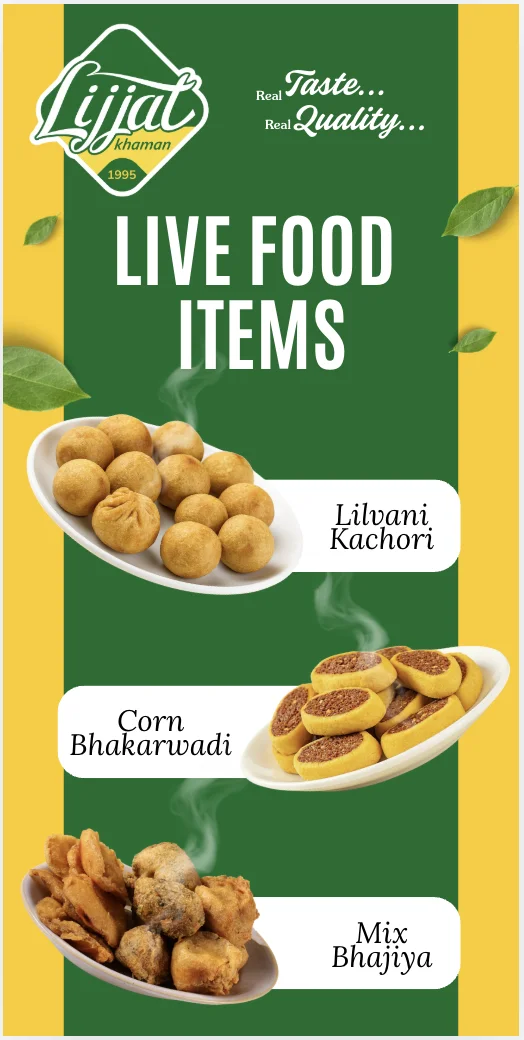 Lijjat
khaman
1995
Real Taste...
Real Quality...
LIVE FOOD
ITEMS
Lilvani
Kachori
Corn
Bhakarwadi
Mix
Bhajiya